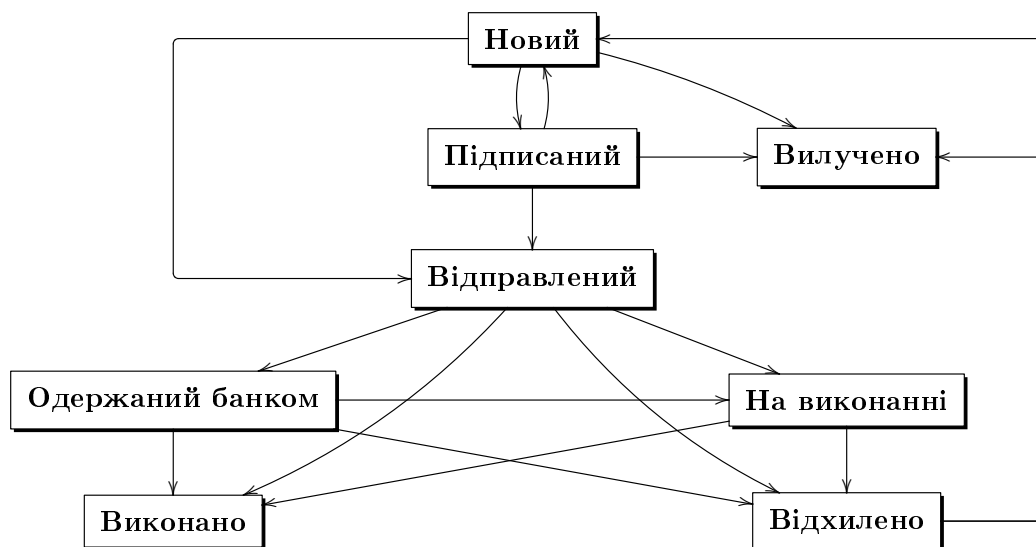 Новий
Підписаний
Вилучено
Відправлений
Одержаний банком
На виконанні
Виконано
Відхилено